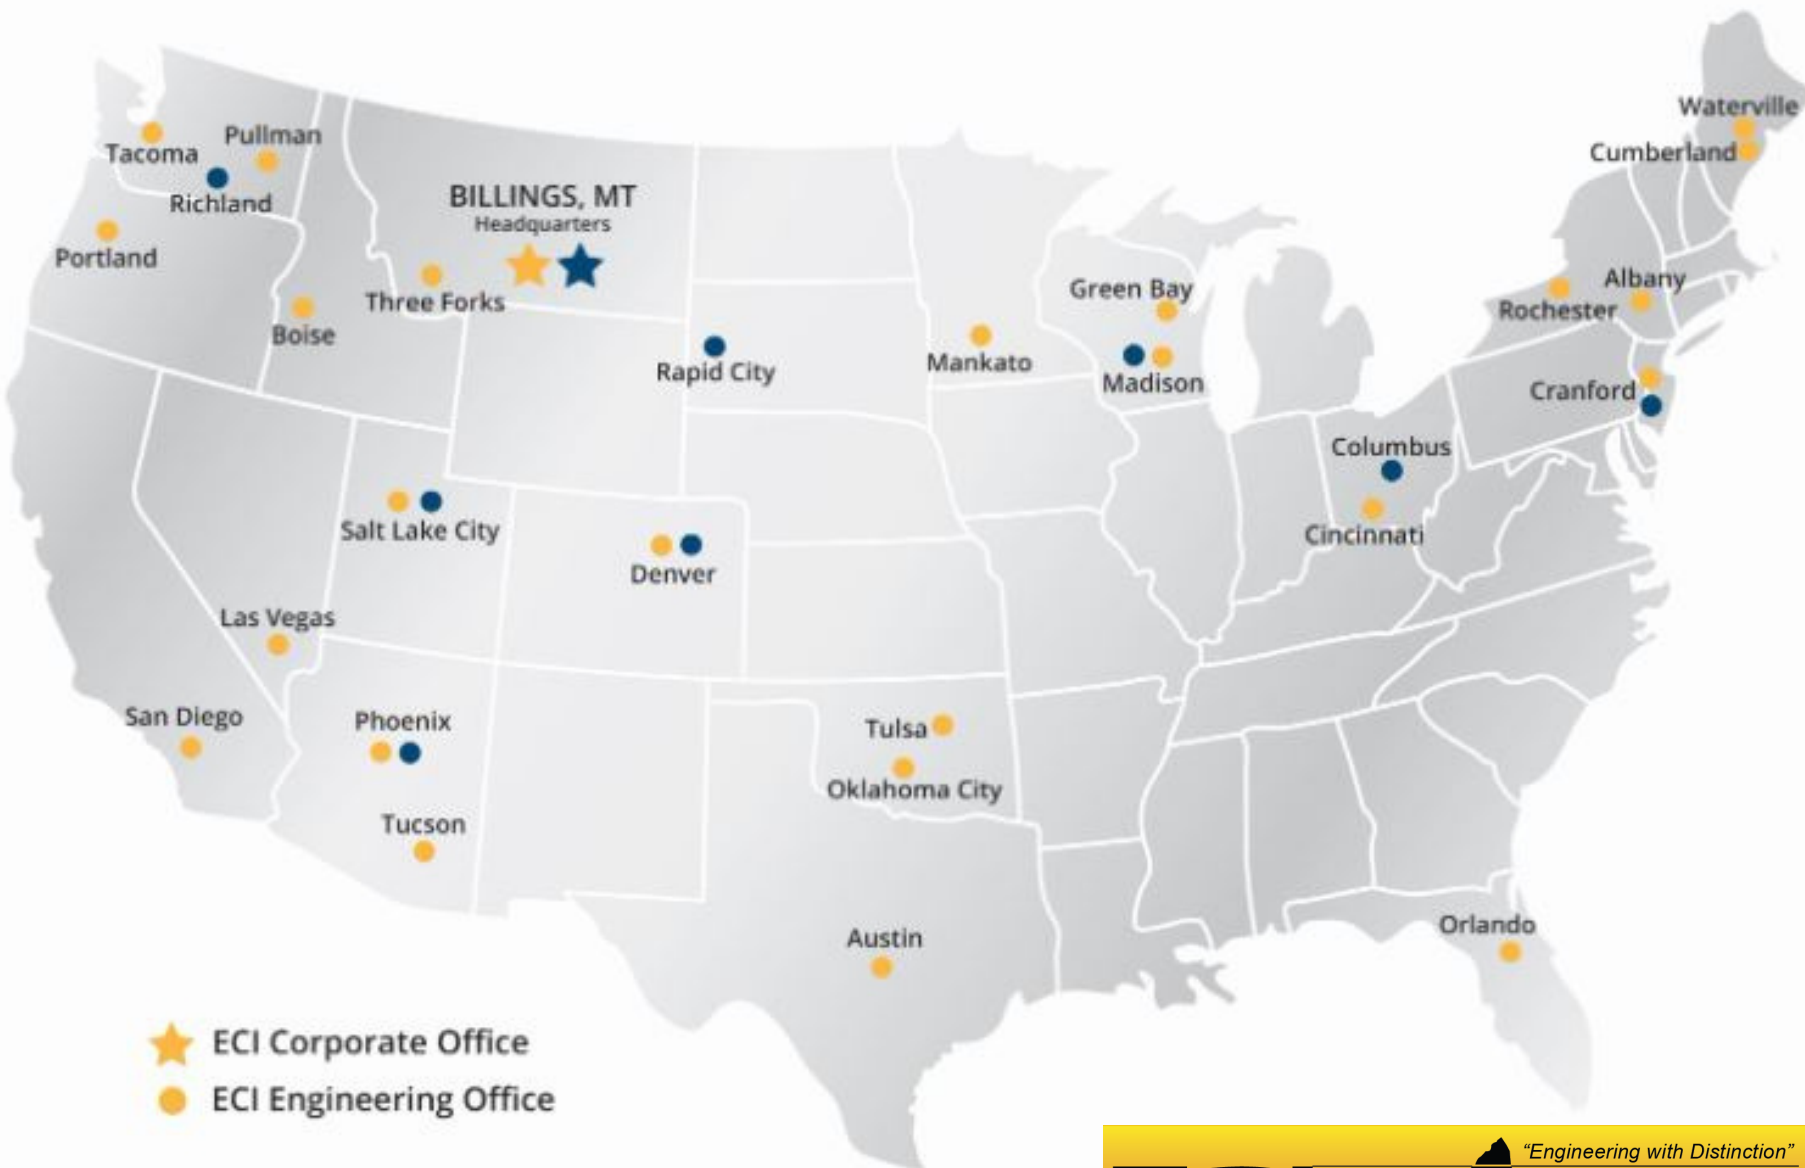 Waterville
Cumberland
Pullman
Tacoma
Richland
BILLINGS, MT
Headquarters
Portland
Three Forks
Boise
Green Bay
Albany
Rochester
Rapid City
Mankato
Madison
Cranford
Columbus
Salt Lake City
Cincinnati
Denver
Las Vegas
San Diego
Phoenix
Tulsa
Oklahoma City
Tucson
Austin
Orlando
ECI Corporate Office
ECI Engineering Office
“Engineering with Distinction”